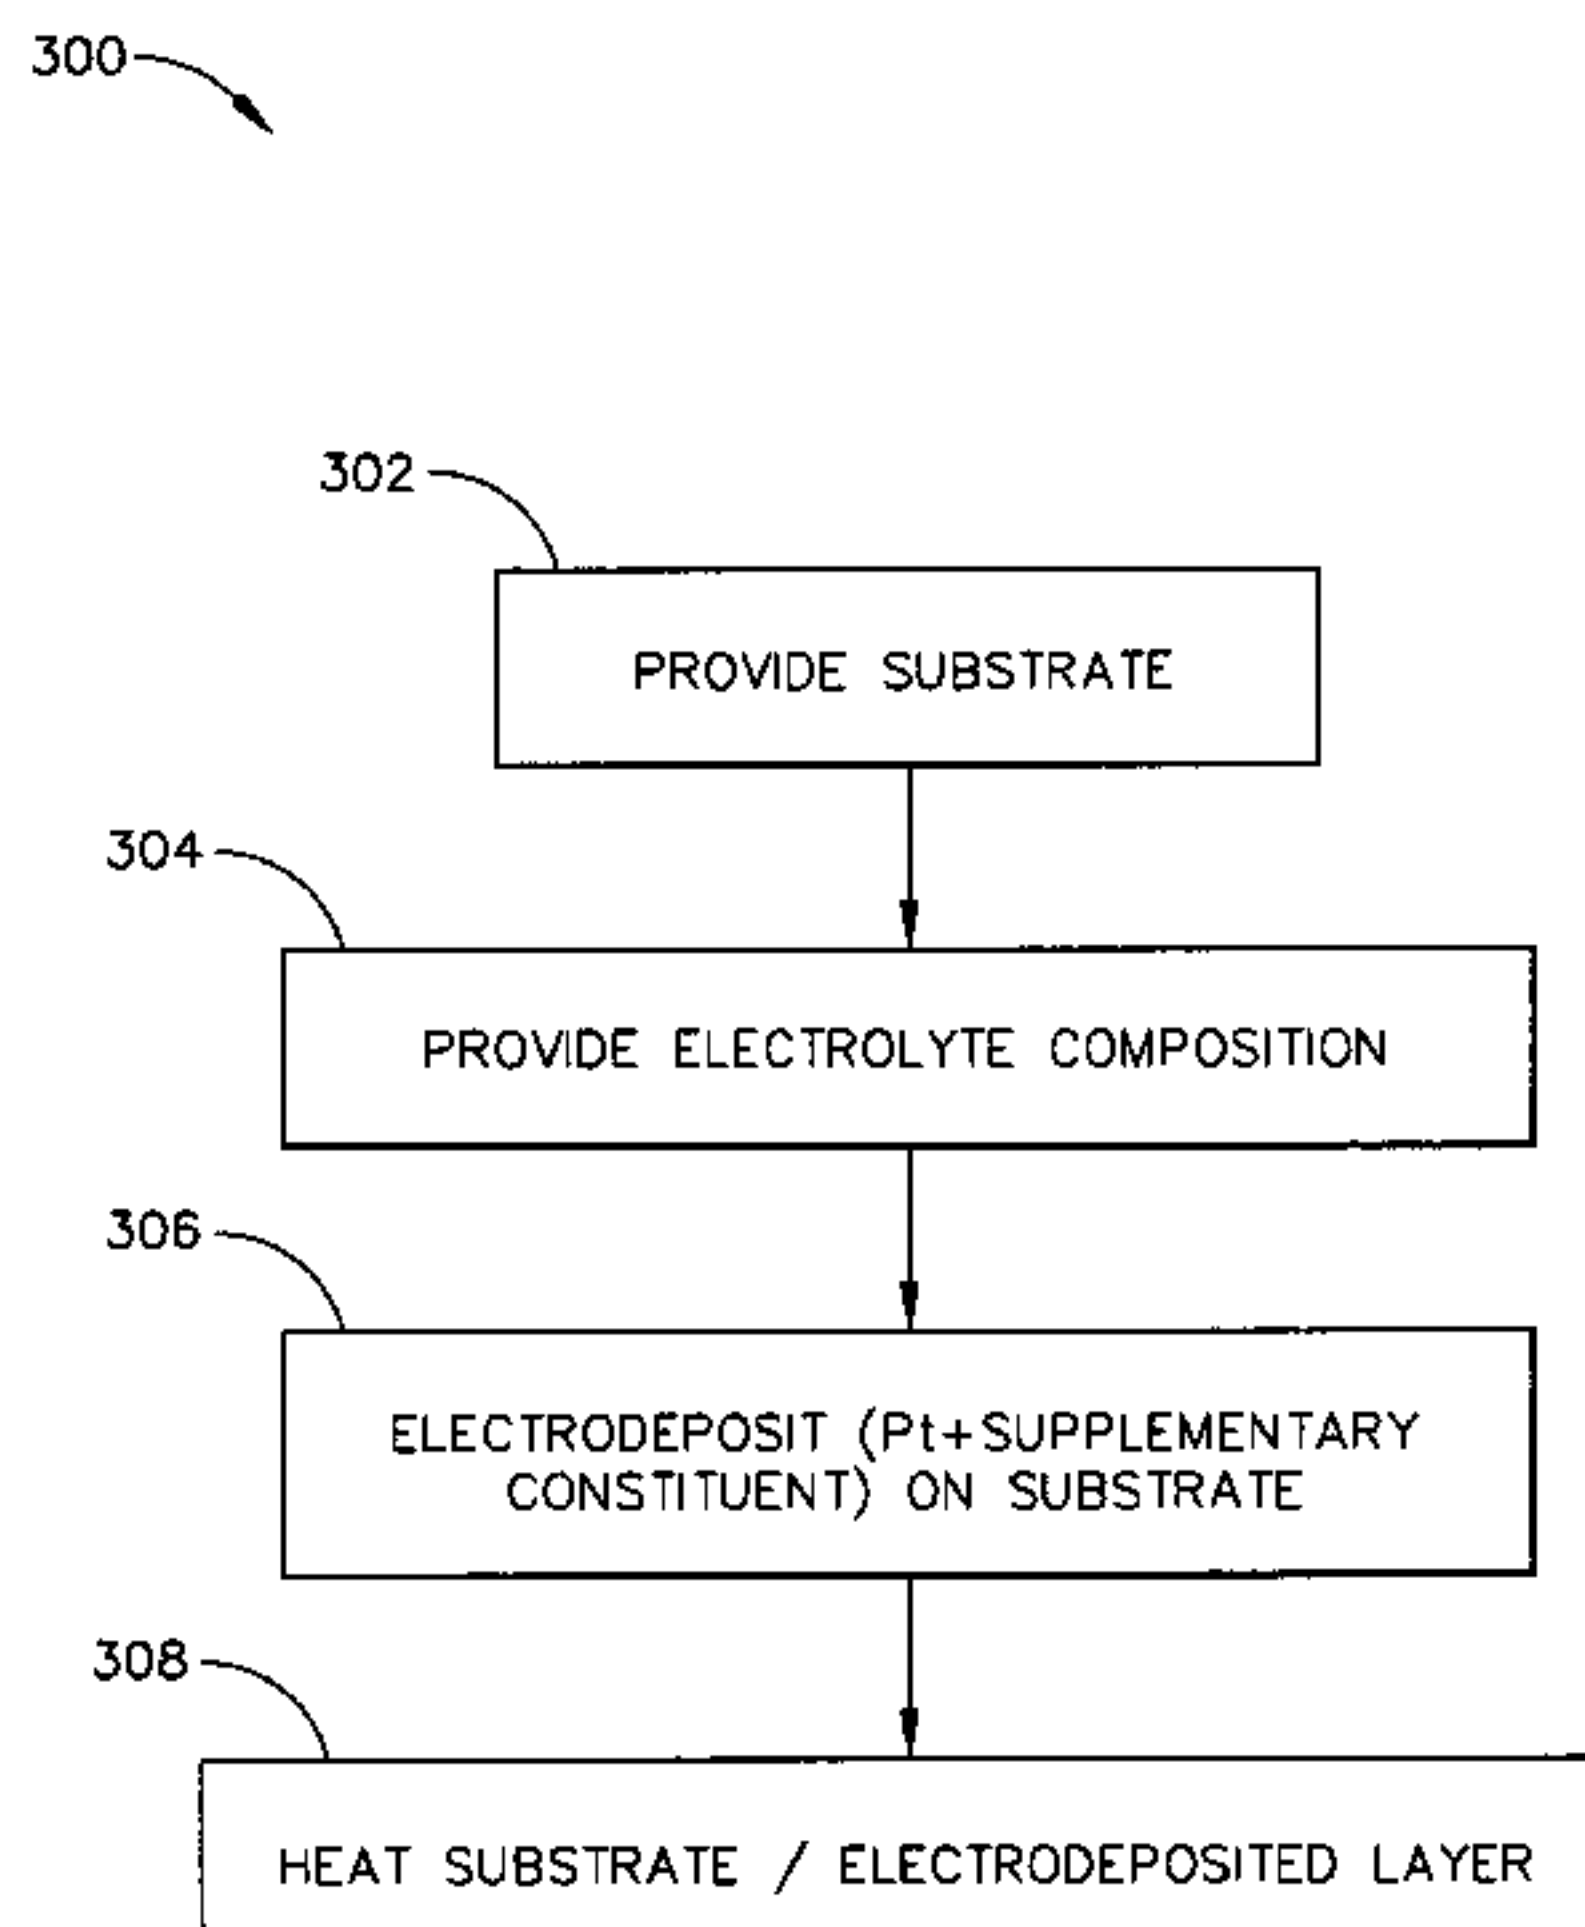 300
302
PROVIDE SUBSTRATE
304
PROVIDE ELECTROLYTE COMPOSITION
306
ELECTRODEPOSIT (Pt+SUPPLEMENTARY
CONSTITUENT) ON SUBSTRATE
308
HEAT SUBSTRATE / ELECTRODEPOSITED LAYER